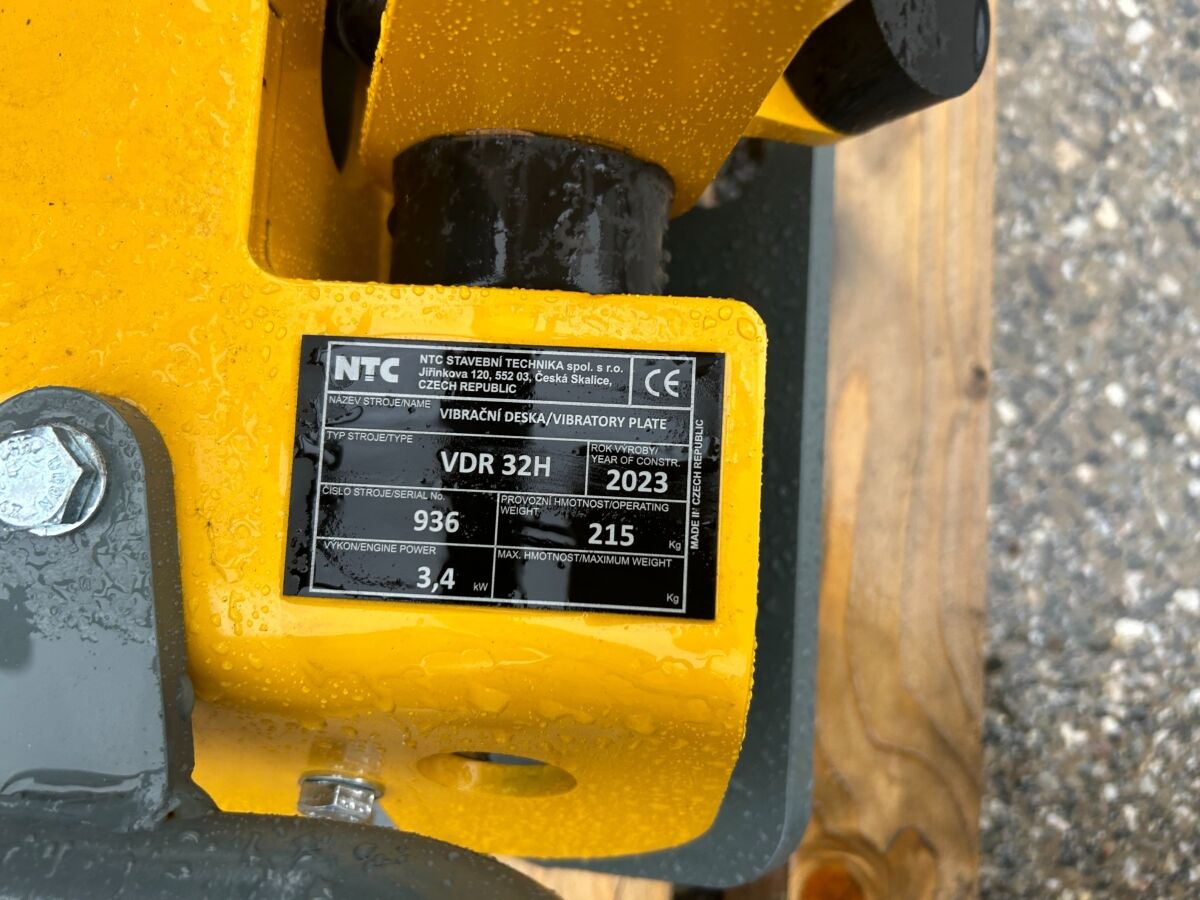 NTC
NTC STAVEBNÍ TECHNIKA spol. s r.o.
Jiřinkova 120, 552 03, Česká Skalice,
CZECH REPUBLIC
CE
NÁZEV STROJE/NAME
VIBRAČNÍ DESKA/VIBRATORY PLATE
TYP STROJE/TYPE
VDR 32H
ROK VÝROBY/
YEAR OF CONSTR.
2023
ČÍSLO STROJE/SERIAL No.
936
PROVOZNÍ HMOTNOST/OPERATING
WEIGHT
215
Kg
VÝKON/ENGINE POWER
3,4
kW
MAX. HMOTNOST/MAXIMUM WEIGHT
Kg
MADE IN CZECH REPUBLIC